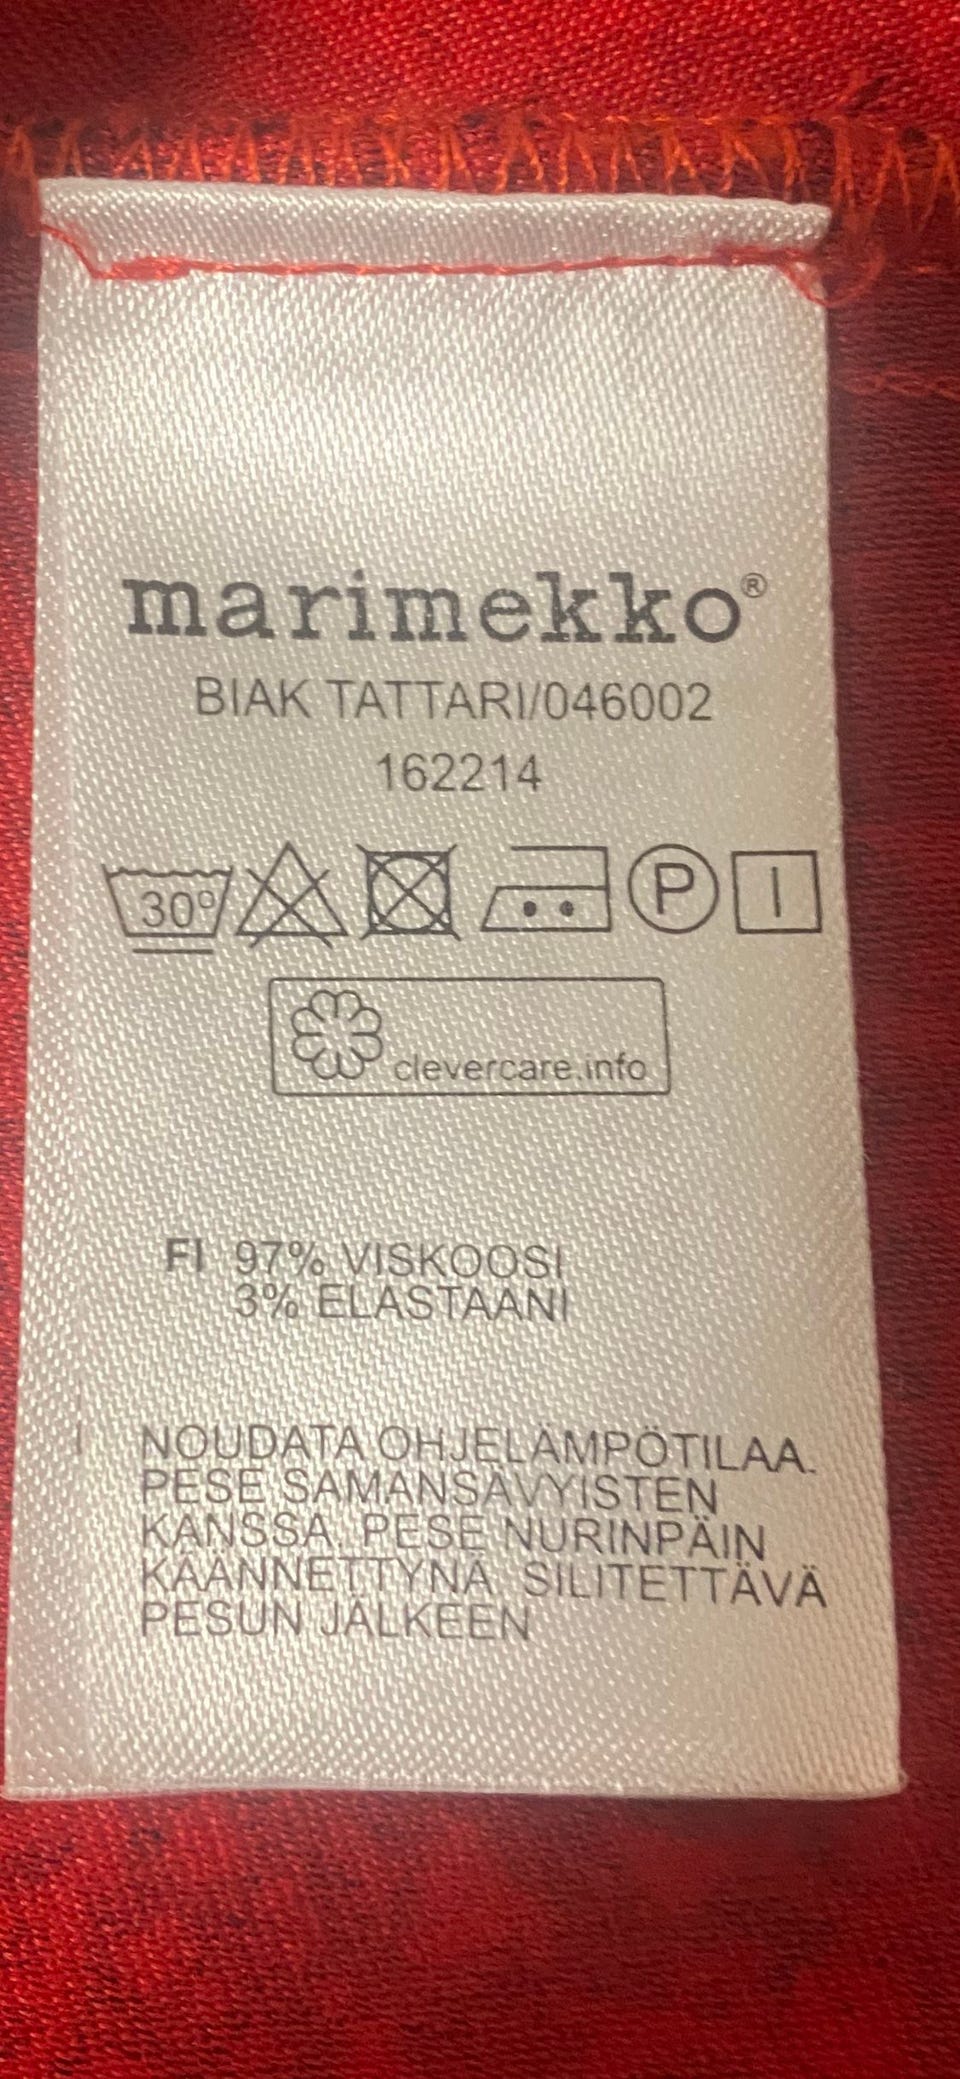 marimekko®
BIAK TATTARI/046002
162214
30° P I
clevercare.info
FI 97% VISKOOSI
3% ELASTAANI
NOUDATA OHJELÄMPÖTILAA.
PESE SAMANSÄVYISTEN
KANSSA. PESE NURINPÄIN
KÄÄNNETTYNÄ. SILITETTÄVÄ
PESUN JÄLKEEN